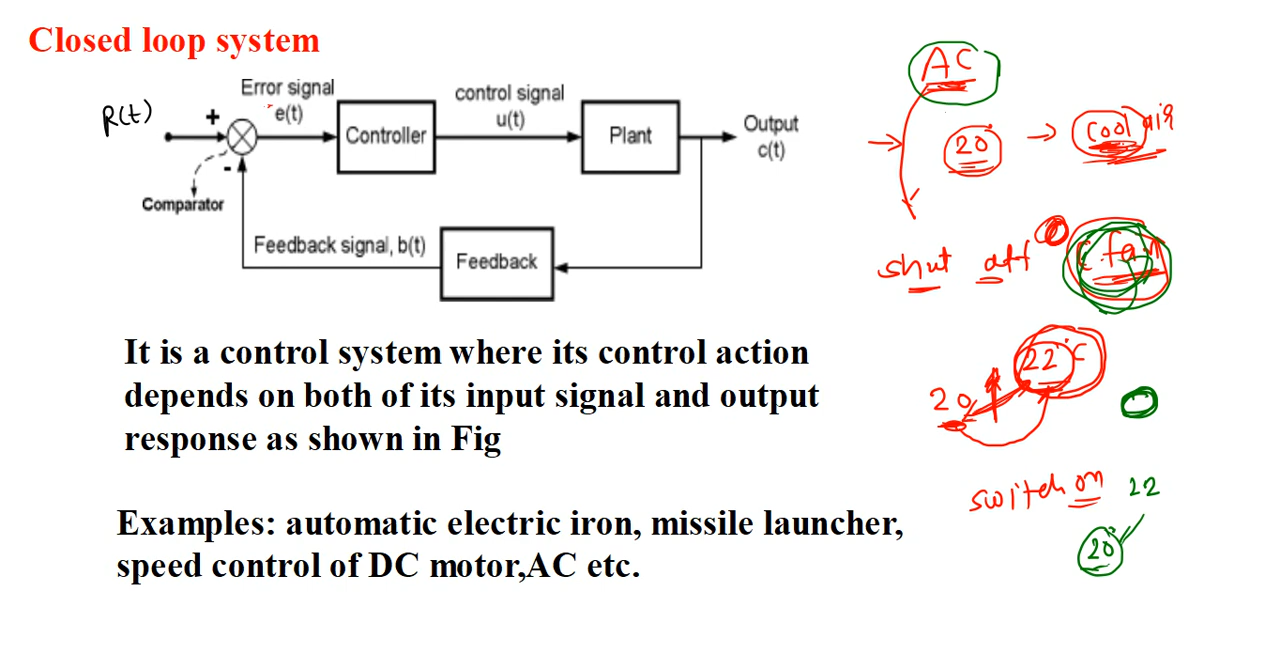 Closed loop system
R(t)
+
Error signal
e(t)
Controller
control signal
u(t)
Plant
Output
c(t)
-
Comparator
Feedback signal, b(t)
Feedback
It is a control system where its control action
depends on both of its input signal and output
response as shown in Fig
Examples: automatic electric iron, missile launcher,
speed control of DC motor,AC etc.
AC
20° → cool air
shut off fan
22°C
20
switch on 22
20°